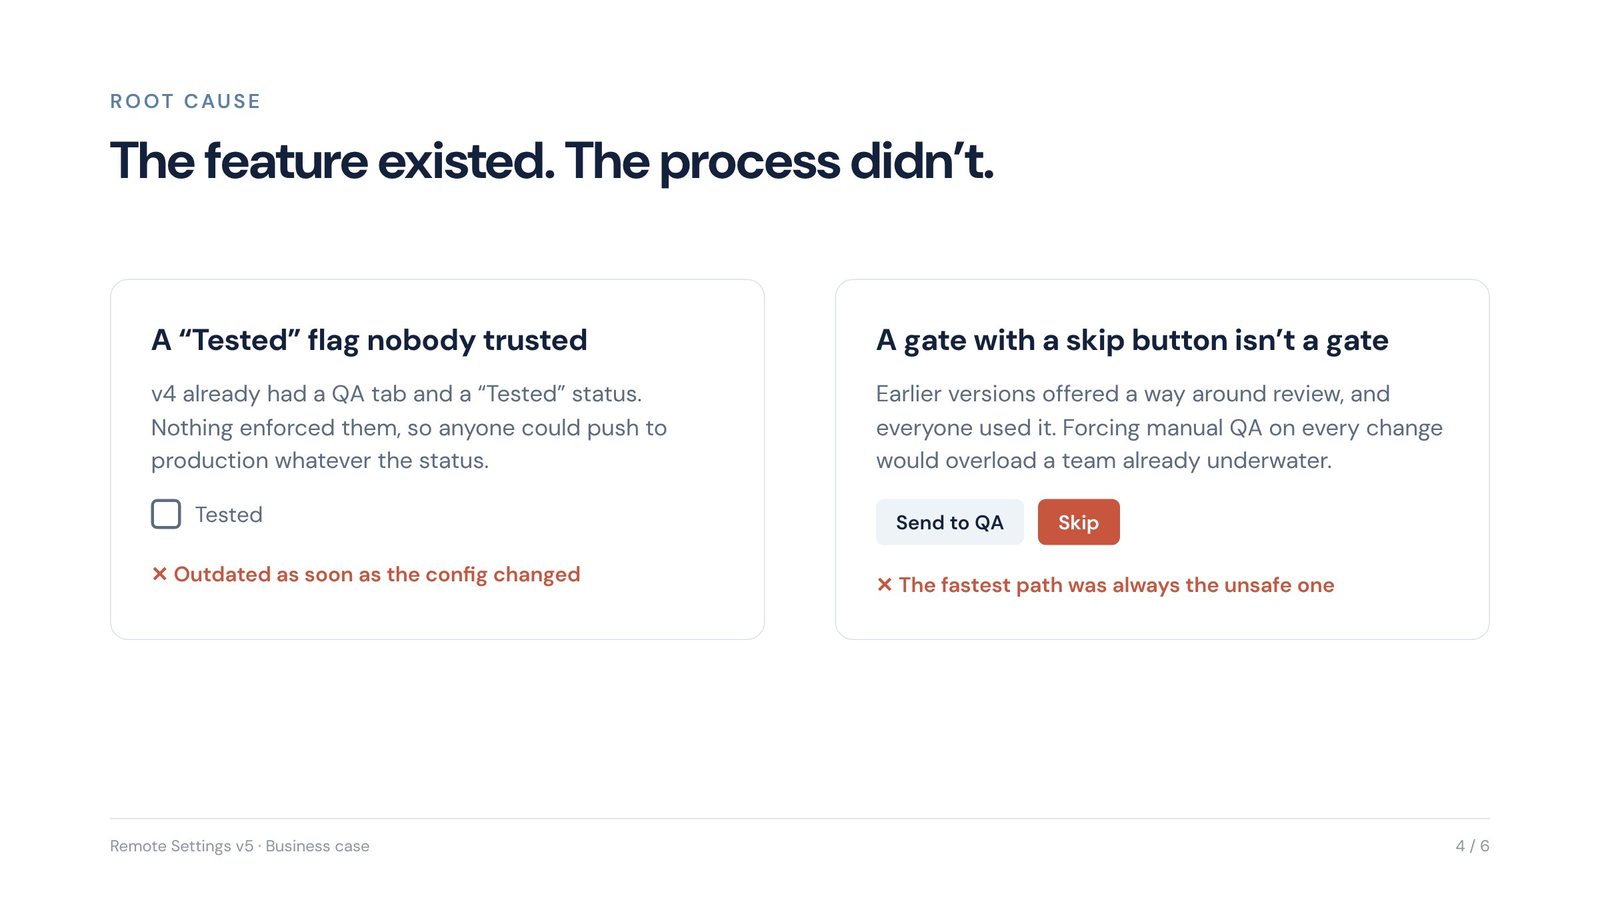 ROOT CAUSE
The feature existed. The process didn’t.
A “Tested” flag nobody trusted
v4 already had a QA tab and a “Tested” status.
Nothing enforced them, so anyone could push to
production whatever the status.
Tested
✕ Outdated as soon as the config changed
A gate with a skip button isn’t a gate
Earlier versions offered a way around review, and
everyone used it. Forcing manual QA on every change
would overload a team already underwater.
Send to QA
Skip
✕ The fastest path was always the unsafe one
Remote Settings v5 · Business case
4 / 6